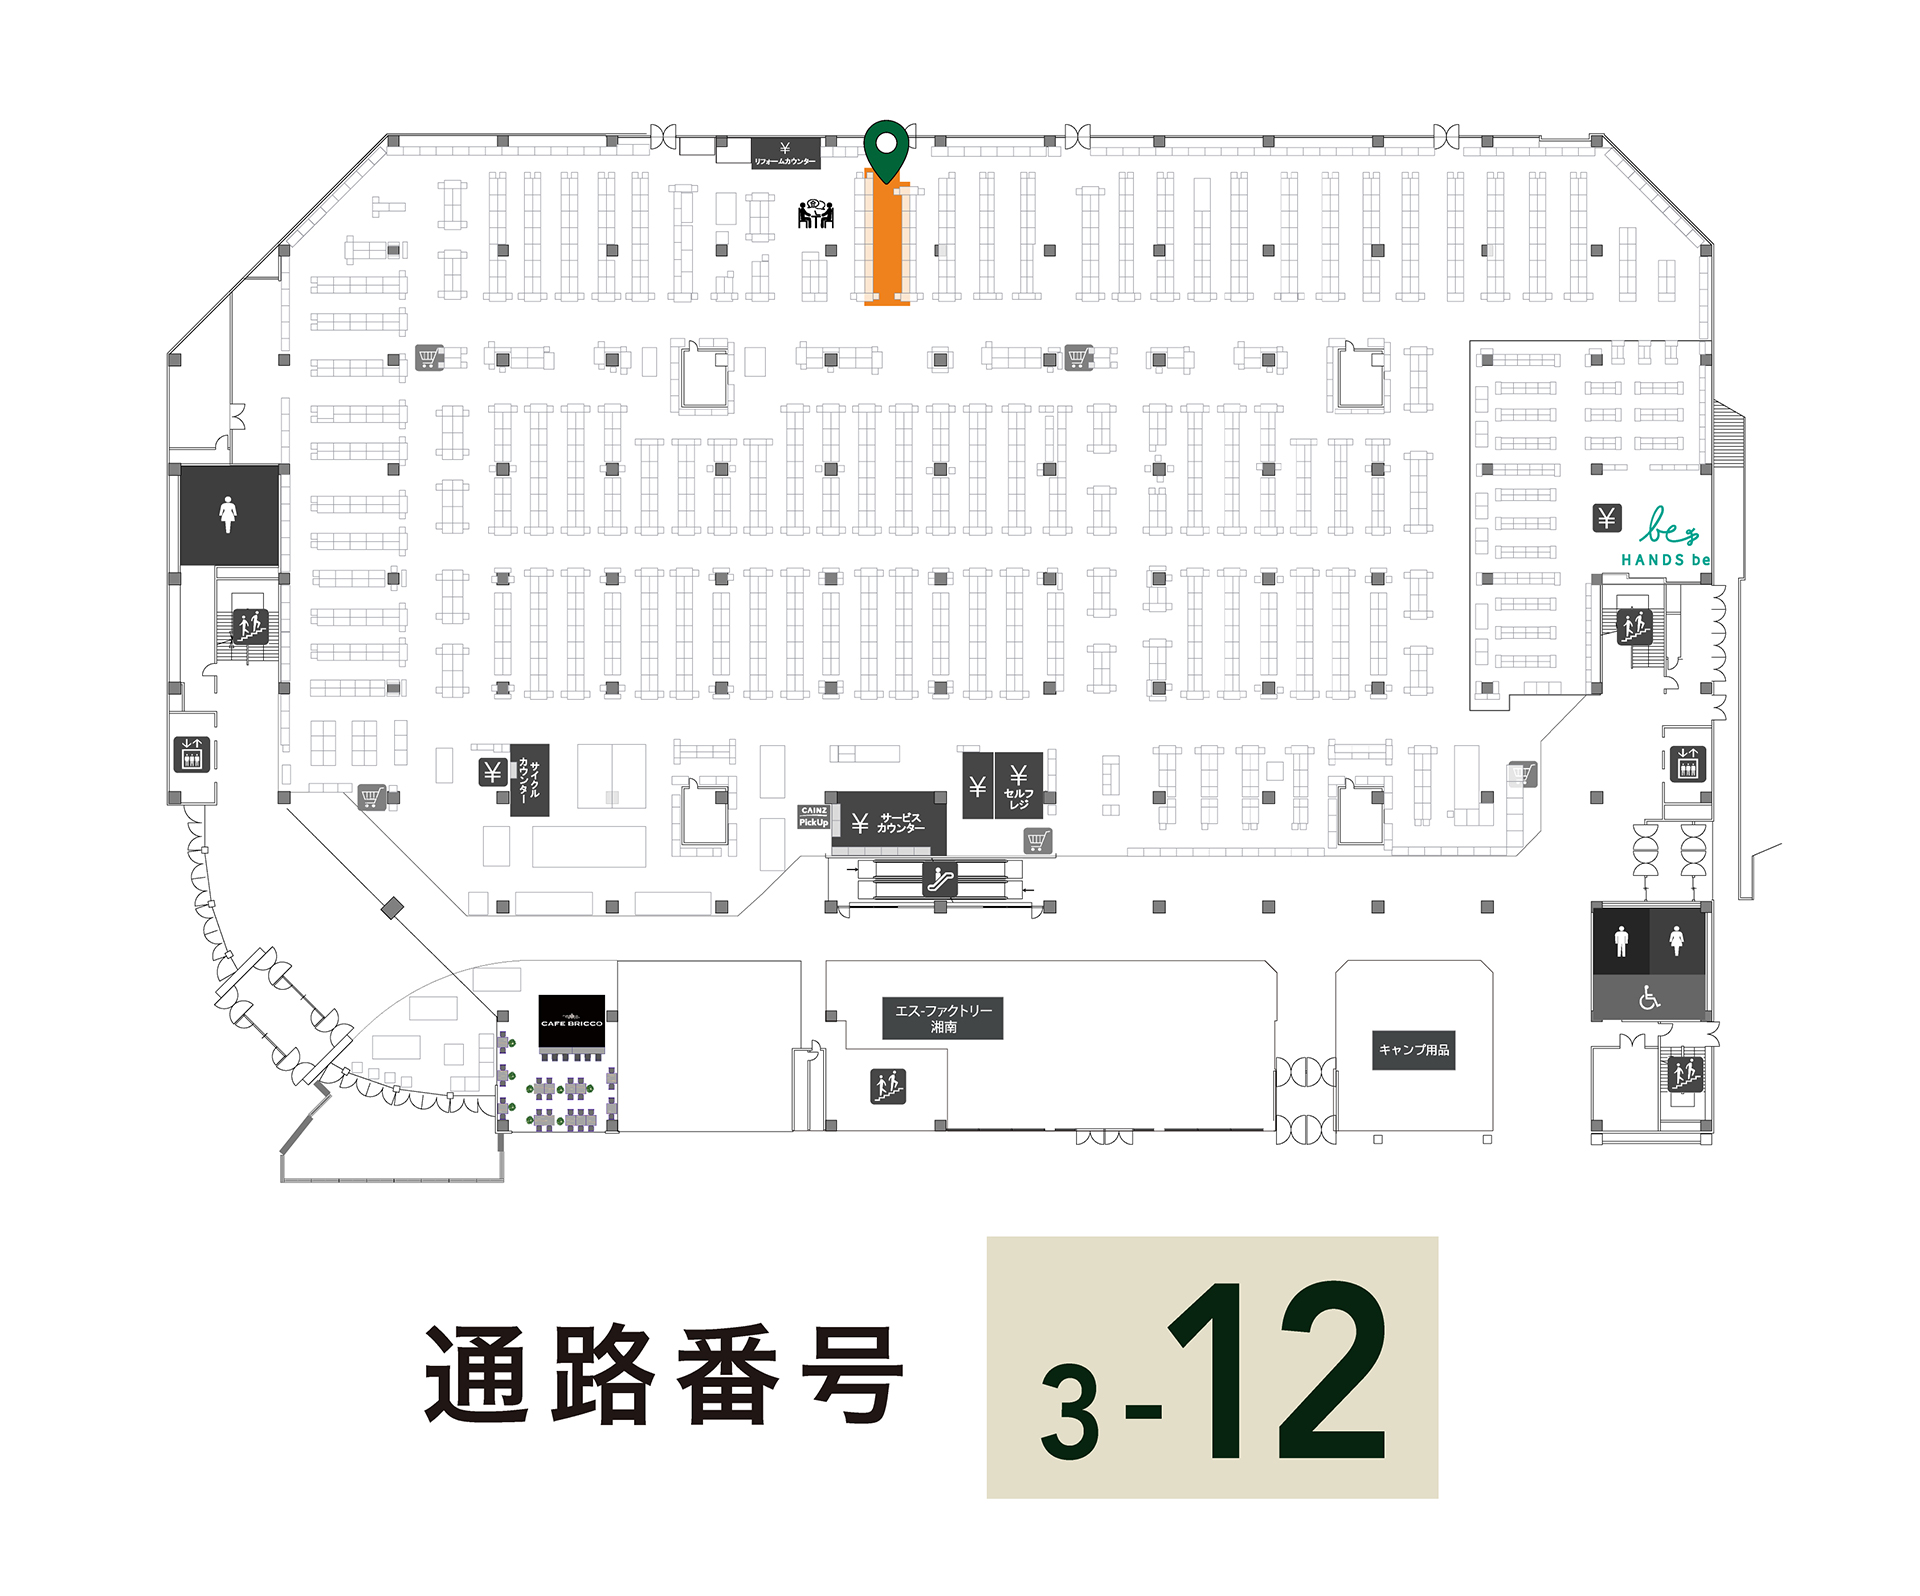 ¥
リフォームカウンター
¥
be
HANDS be
¥
サイクル
カウンター
¥
¥
セルフ
レジ
CAINZ
PickUp
¥
サービス
カウンター
CAFE BRICCO
エス-ファクトリー
湘南
キャンプ用品
通路番号
3-12